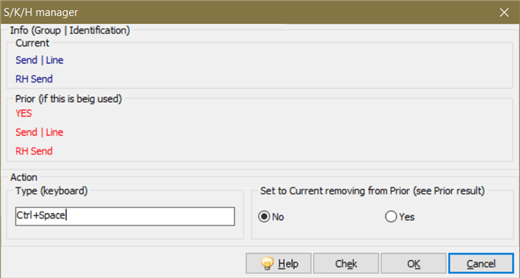 S/K/H manager
Info (Group | Identification)
Current
Send | Line
RH Send
Prior (if this is beig used)
YES
Send | Line
RH Send
Action
Type (keyboard)
Ctrl+Space
Set to Current removing from Prior (see Prior result)
No Yes
Help Chek OK Cancel